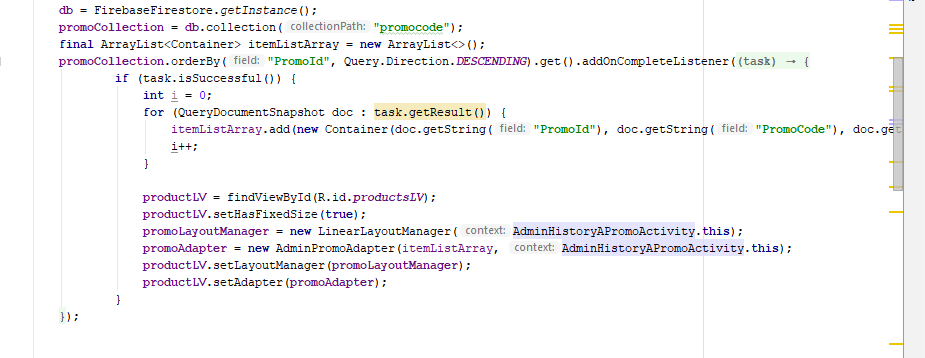 db = FirebaseFirestore.getInstance();
promoCollection = db.collection( collectionPath: "promocode");
final ArrayList<Container> itemListArray = new ArrayList<>();
promoCollection.orderBy( field: "PromoId", Query.Direction.DESCENDING).get().addOnCompleteListener((task) → {
if (task.isSuccessful()) {
int i = 0;
for (QueryDocumentSnapshot doc : task.getResult()) {
itemListArray.add(new Container(doc.getString( field: "PromoId"), doc.getString( field: "PromoCode"), doc.get
i++;
}
productLV = findViewById(R.id.productsLV);
productLV.setHasFixedSize(true);
promoLayoutManager = new LinearLayoutManager( context: AdminHistoryAPromoActivity.this);
promoAdapter = new AdminPromoAdapter(itemListArray, context: AdminHistoryAPromoActivity.this);
productLV.setLayoutManager(promoLayoutManager);
productLV.setAdapter(promoAdapter);
}
});